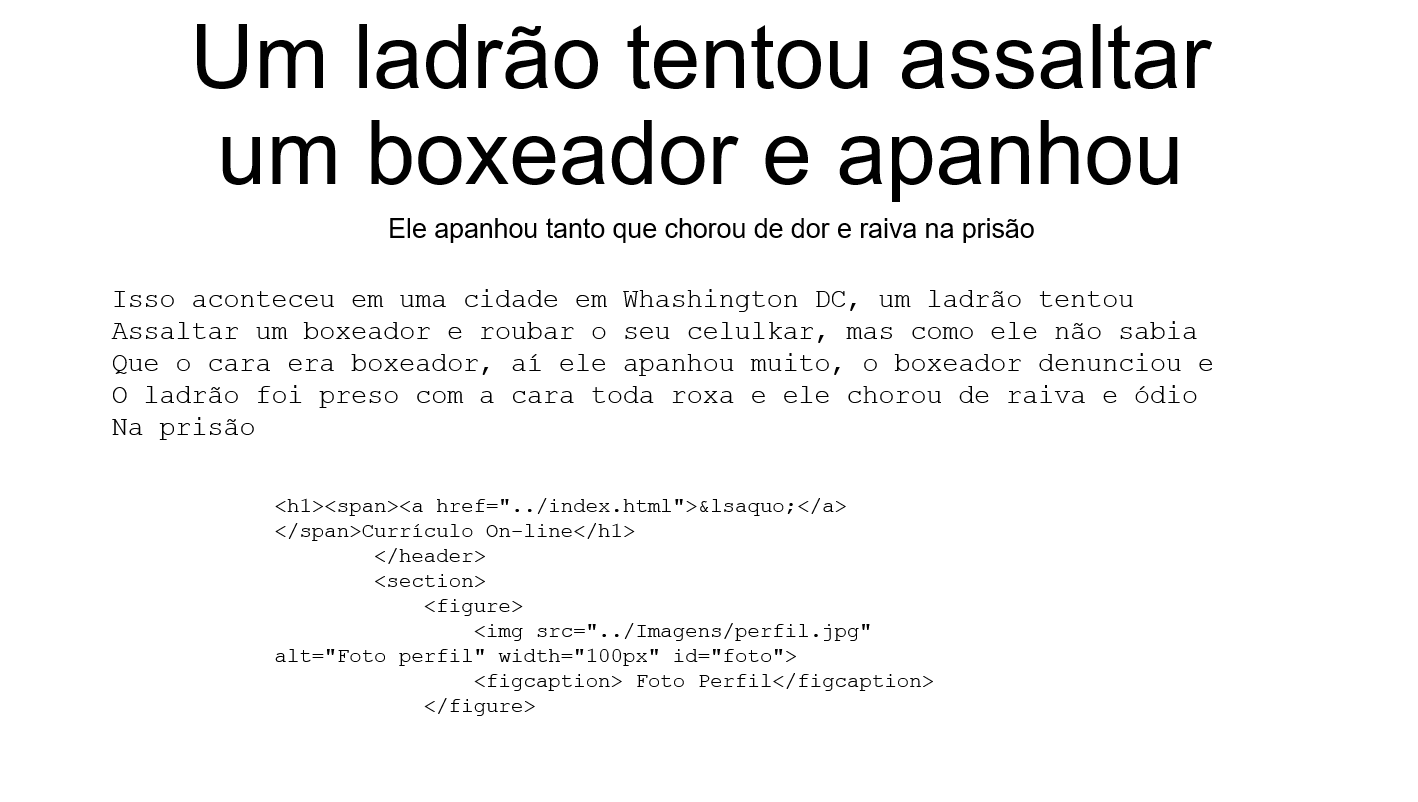 Um ladrão tentou assaltar
um boxeador e apanhou
Ele apanhou tanto que chorou de dor e raiva na prisão
Isso aconteceu em uma cidade em Whashington DC, um ladrão tentou
Assaltar um boxeador e roubar o seu celulkar, mas como ele não sabia
Que o cara era boxeador, aí ele apanhou muito, o boxeador denunciou e
O ladrão foi preso com a cara toda roxa e ele chorou de raiva e ódio
Na prisão
<h1><span><a href="../index.html">&lsaquo;</a>
</span>Currículo On-line</h1>
</header>
<section>
<figure>
<img src="../Imagens/perfil.jpg"
alt="Foto perfil" width="100px" id="foto">
<figcaption> Foto Perfil</figcaption>
</figure>